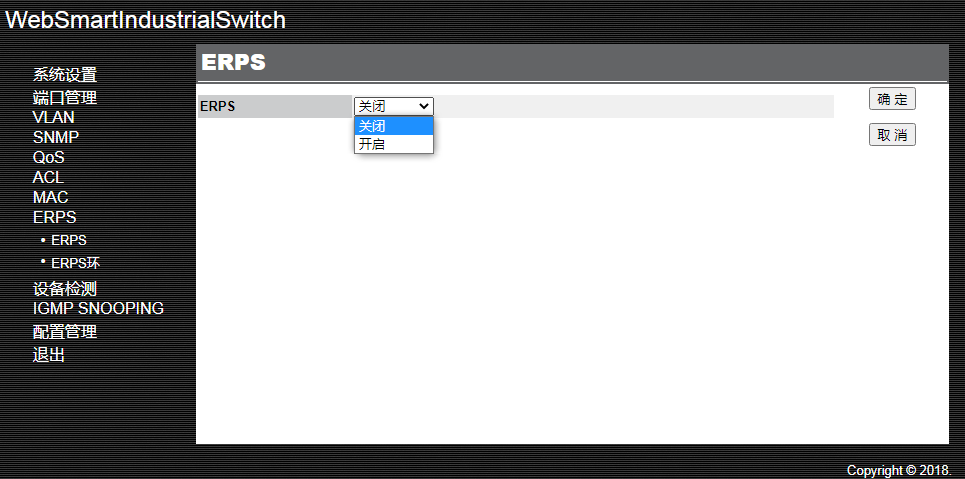 WebSmartIndustrialSwitch
系统设置
端口管理
VLAN
SNMP
QoS
ACL
MAC
ERPS
• ERPS
• ERPS环
设备检测
IGMP SNOOPING
配置管理
退出
ERPS
ERPS 关闭
关闭
开启
确 定
取 消
Copyright © 2018.